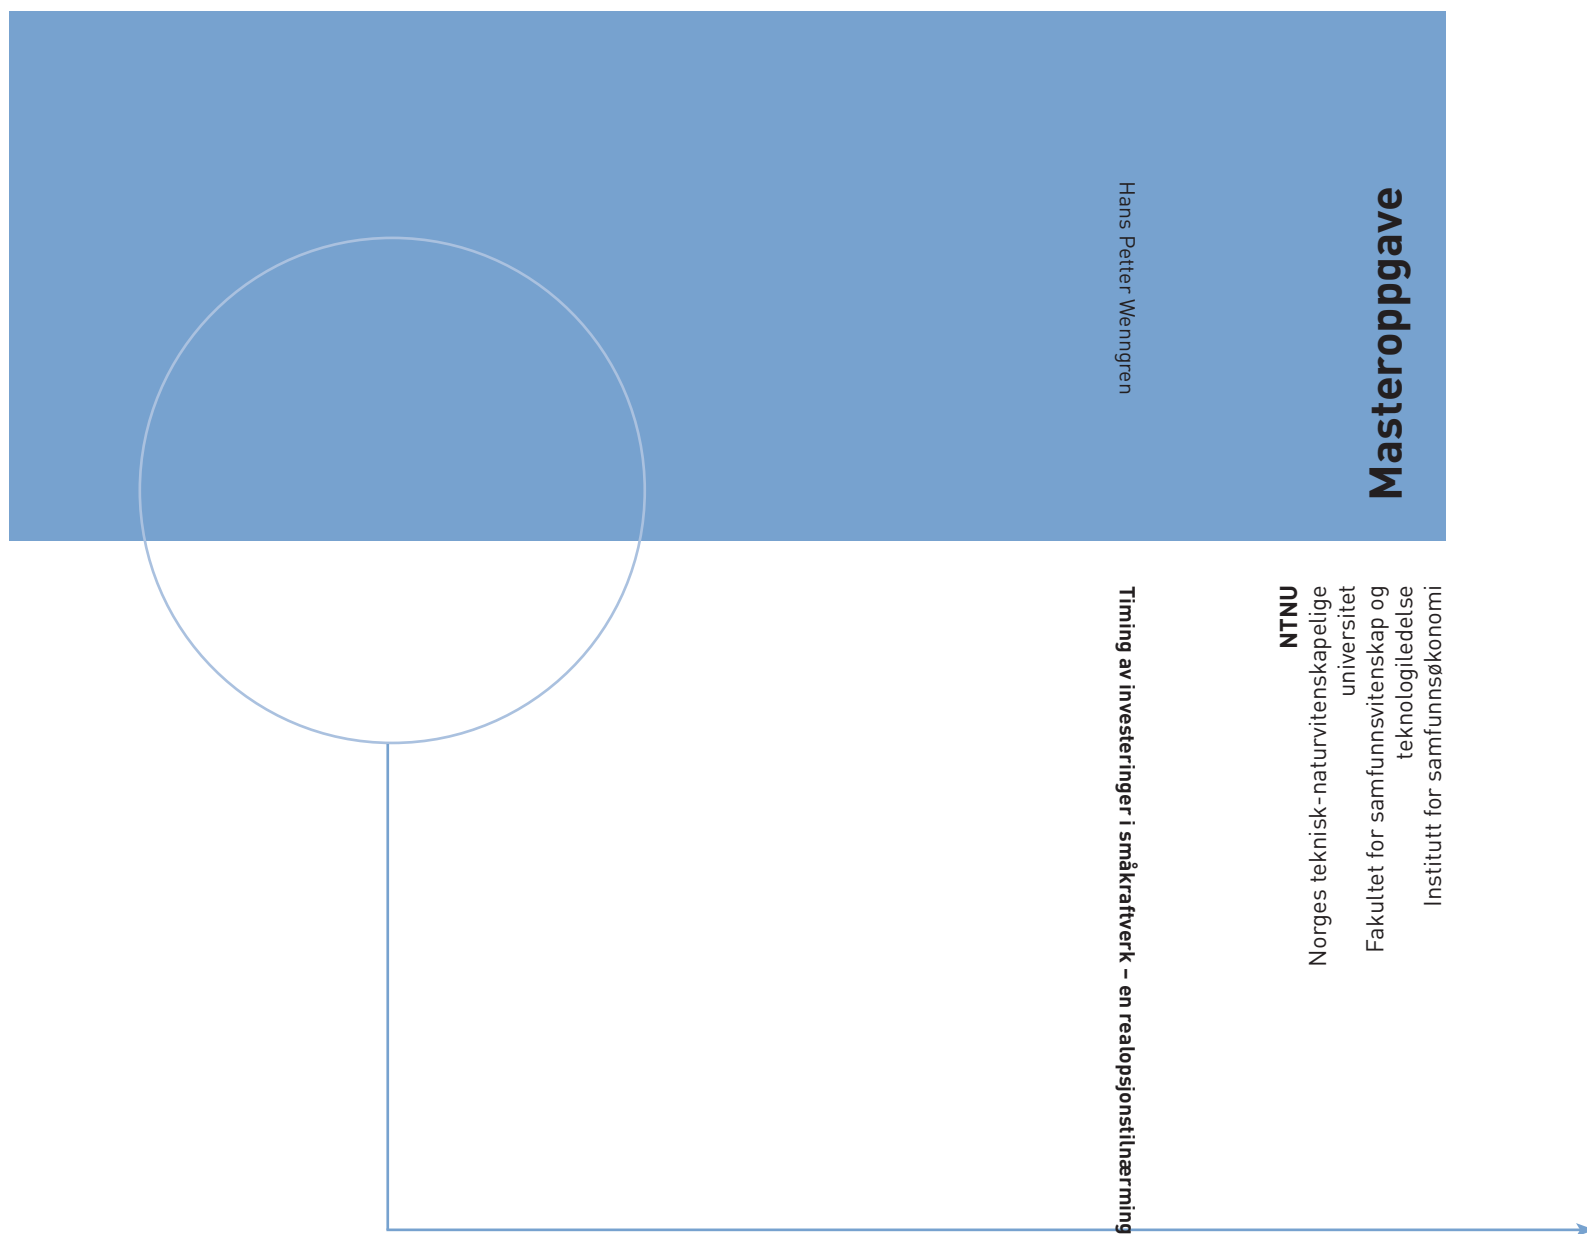 Hans Petter Wenngren
Timing av investeringer i småkraftverk – en realopsjonstilnærming
Masteroppgave
NTNU
Norges teknisk-naturvitenskapelige
universitet
Fakultet for samfunnsvitenskap og
teknologiledelse
Institutt for samfunnsøkonomi